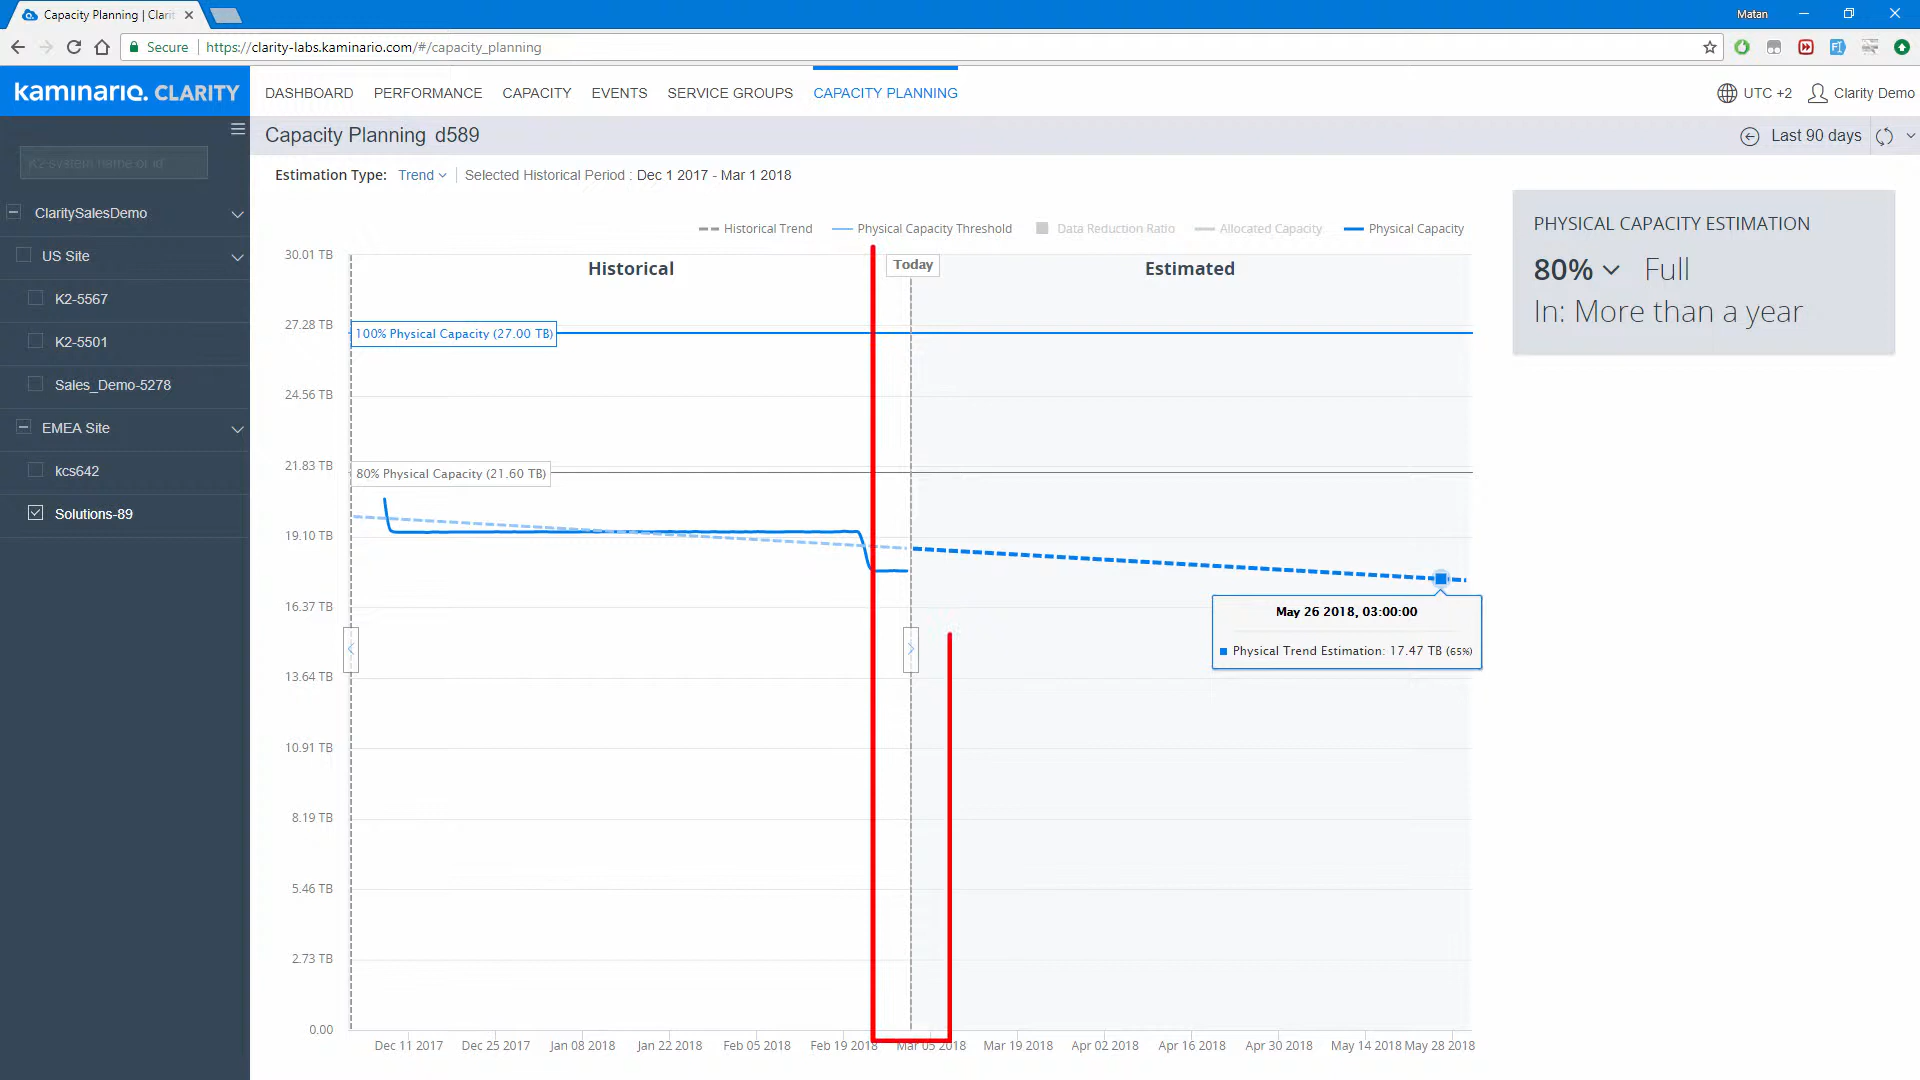 Capacity Planning | Clarit
Matan
Secure
https://clarity-labs.kaminario.com/#/capacity_planning
kaminario. CLARITY
DASHBOARD PERFORMANCE CAPACITY EVENTS SERVICE GROUPS CAPACITY PLANNING
UTC +2 Clarity Demo
Capacity Planning d589
Last 90 days
K2-system name or id
ClaritySalesDemo
US Site
K2-5567
K2-5501
Sales_Demo-5278
EMEA Site
kcs642
Solutions-89
Estimation Type: Trend Selected Historical Period : Dec 1 2017 - Mar 1 2018
Historical Trend Physical Capacity Threshold Data Reduction Ratio Allocated Capacity Physical Capacity
Historical Today Estimated
30.01 TB
27.28 TB
24.56 TB
21.83 TB
19.10 TB
16.37 TB
13.64 TB
10.91 TB
8.19 TB
5.46 TB
2.73 TB
0.00
100% Physical Capacity (27.00 TB)
80% Physical Capacity (21.60 TB)
May 26 2018, 03:00:00
Physical Trend Estimation: 17.47 TB (65%)
Dec 11 2017 Dec 25 2017 Jan 08 2018 Jan 22 2018 Feb 05 2018 Feb 19 2018 Mar 05 2018 Mar 19 2018 Apr 02 2018 Apr 16 2018 Apr 30 2018 May 14 2018 May 28 2018
PHYSICAL CAPACITY ESTIMATION
80% Full
In: More than a year